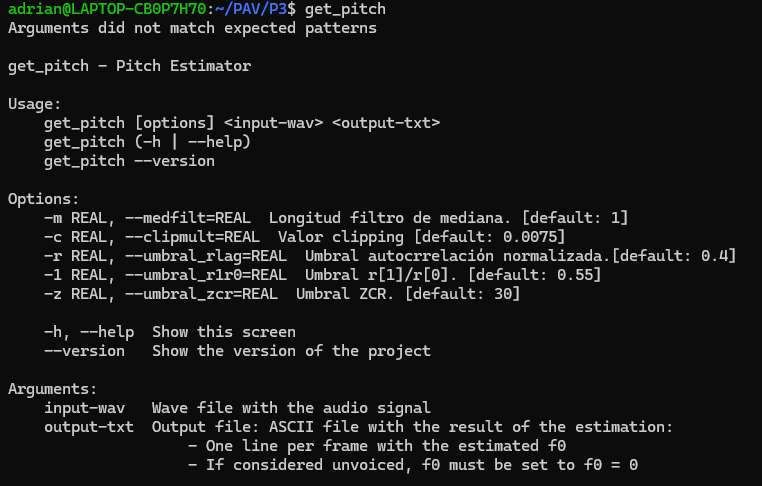 adrian@LAPTOP-CB0P7H70:~/PAV/P3$ get_pitch
Arguments did not match expected patterns

get_pitch - Pitch Estimator

Usage:
    get_pitch [options] <input-wav> <output-txt>
    get_pitch (-h | --help)
    get_pitch --version

Options:
    -m REAL, --medfilt=REAL  Longitud filtro de mediana. [default: 1]
    -c REAL, --clipmult=REAL  Valor clipping [default: 0.0075]
    -r REAL, --umbral_rlag=REAL  Umbral autocrrelación normalizada.[default: 0.4]
    -1 REAL, --umbral_r1r0=REAL  Umbral r[1]/r[0]. [default: 0.55]
    -z REAL, --umbral_zcr=REAL  Umbral ZCR. [default: 30]

    -h, --help  Show this screen
    --version   Show the version of the project

Arguments:
    input-wav   Wave file with the audio signal
    output-txt  Output file: ASCII file with the result of the estimation:
                    - One line per frame with the estimated f0
                    - If considered unvoiced, f0 must be set to f0 = 0